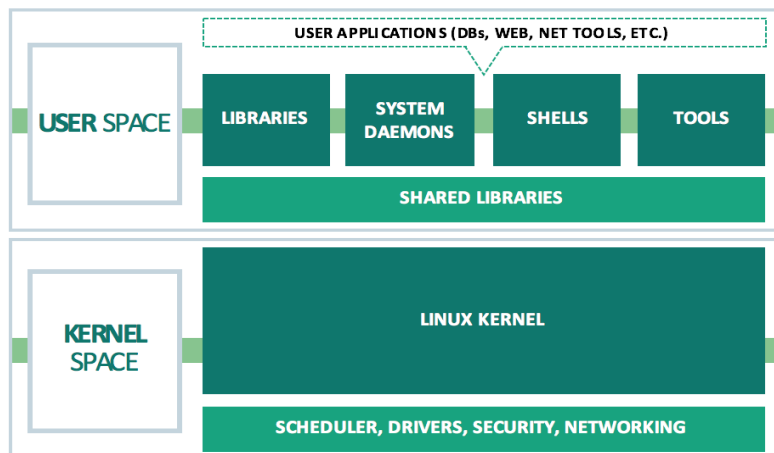 USER APPLICATIONS (DBs, WEB, NET TOOLS, ETC.)
USER SPACE
LIBRARIES
SYSTEM
DAEMONS
SHELLS
TOOLS
SHARED LIBRARIES
KERNEL
SPACE
LINUX KERNEL
SCHEDULER, DRIVERS, SECURITY, NETWORKING